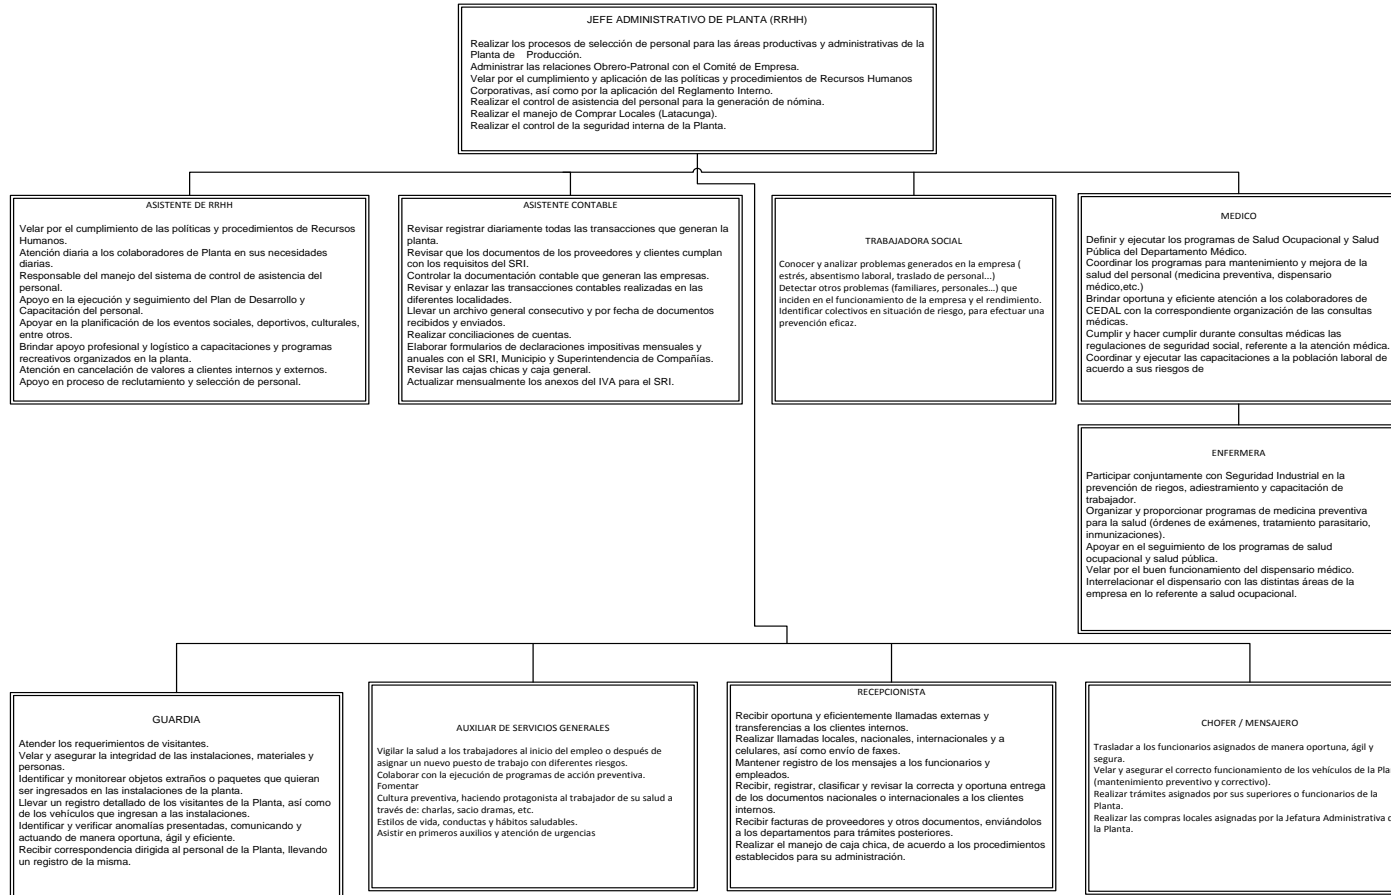 JEFE ADMINISTRATIVO DE PLANTA (RRHH)
Realizar los procesos de selección de personal para las áreas productivas y administrativas de la
Planta de Producción.
Administrar las relaciones Obrero-Patronal con el Comité de Empresa.
Velar por el cumplimiento y aplicación de las políticas y procedimientos de Recursos Humanos
Corporativas, así como por la aplicación del Reglamento Interno.
Realizar el control de asistencia del personal para la generación de nómina.
Realizar el manejo de Comprar Locales (Latacunga).
Realizar el control de la seguridad interna de la Planta.
ASISTENTE DE RRHH
Velar por el cumplimiento de las políticas y procedimientos de Recursos
Humanos.
Atención diaria a los colaboradores de Planta en sus necesidades
diarias.
Responsable del manejo del sistema de control de asistencia del
personal.
Apoyo en la ejecución y seguimiento del Plan de Desarrollo y
Capacitación del personal.
Apoyar en la planificación de los eventos sociales, deportivos, culturales,
entre otros.
Brindar apoyo profesional y logístico a capacitaciones y programas
recreativos organizados en la planta.
Atención en cancelación de valores a clientes internos y externos.
Apoyo en proceso de reclutamiento y selección de personal.
ASISTENTE CONTABLE
Revisar registrar diariamente todas las transacciones que generan la
planta.
Revisar que los documentos de los proveedores y clientes cumplan
con los requisitos del SRI.
Controlar la documentación contable que generan las empresas.
Revisar y enlazar las transacciones contables realizadas en las
diferentes localidades.
Llevar un archivo general consecutivo y por fecha de documentos
recibidos y enviados.
Realizar conciliaciones de cuentas.
Elaborar formularios de declaraciones impositivas mensuales y
anuales con el SRI, Municipio y Superintendencia de Compañías.
Revisar las cajas chicas y caja general.
Actualizar mensualmente los anexos del IVA para el SRI.
TRABAJADORA SOCIAL
Conocer y analizar problemas generados en la empresa (
estrés, absentismo laboral, traslado de personal...)
Detectar otros problemas (familiares, personales…) que
inciden en el funcionamiento de la empresa y el rendimiento.
Identificar colectivos en situación de riesgo, para efectuar una
prevención eficaz.
MEDICO
Definir y ejecutar los programas de Salud Ocupacional y Salud
Pública del Departamento Médico.
Coordinar los programas para mantenimiento y mejora de la
salud del personal (medicina preventiva, dispensario
médico,etc.)
Brindar oportuna y eficiente atención a los colaboradores de
CEDAL con la correspondiente organización de las consultas
médicas.
Cumplir y hacer cumplir durante consultas médicas las
regulaciones de seguridad social, referente a la atención médica.
Coordinar y ejecutar las capacitaciones a la población laboral de
acuerdo a sus riesgos de
ENFERMERA
Participar conjuntamente con Seguridad Industrial en la
prevención de riegos, adiestramiento y capacitación de
trabajador.
Organizar y proporcionar programas de medicina preventiva
para la salud (órdenes de exámenes, tratamiento parasitario,
inmunizaciones).
Apoyar en el seguimiento de los programas de salud
ocupacional y salud pública.
Velar por el buen funcionamiento del dispensario médico.
Interrelacionar el dispensario con las distintas áreas de la
empresa en lo referente a salud ocupacional.
GUARDIA
Atender los requerimientos de visitantes.
Velar y asegurar la integridad de las instalaciones, materiales y
personas.
Identificar y monitorear objetos extraños o paquetes que quieran
ser ingresados en las instalaciones de la planta.
Llevar un registro detallado de los visitantes de la Planta, así como
de los vehículos que ingresan a las instalaciones.
Identificar y verificar anomalías presentadas, comunicando y
actuando de manera oportuna, ágil y eficiente.
Recibir correspondencia dirigida al personal de la Planta, llevando
un registro de la misma.
AUXILIAR DE SERVICIOS GENERALES
Vigilar la salud a los trabajadores al inicio del empleo o después de
asignar un nuevo puesto de trabajo con diferentes riesgos.
Colaborar con la ejecución de programas de acción preventiva.
Fomentar
Cultura preventiva, haciendo protagonista al trabajador de su salud a
través de: charlas, sacio dramas, etc.
Estilos de vida, conductas y hábitos saludables.
Asistir en primeros auxilios y atención de urgencias
RECEPCIONISTA
Recibir oportuna y eficientemente llamadas externas y
transferencias a los clientes internos.
Realizar llamadas locales, nacionales, internacionales y a
celulares, así como envío de faxes.
Mantener registro de los mensajes a los funcionarios y
empleados.
Recibir, registrar, clasificar y revisar la correcta y oportuna entrega
de los documentos nacionales o internacionales a los clientes
internos.
Recibir facturas de proveedores y otros documentos, enviándolos
a los departamentos para trámites posteriores.
Realizar el manejo de caja chica, de acuerdo a los procedimientos
establecidos para su administración.
CHOFER / MENSAJERO
Trasladar a los funcionarios asignados de manera oportuna, ágil y
segura.
Velar y asegurar el correcto funcionamiento de los vehículos de la
(mantenimiento preventivo y correctivo).
Realizar trámites asignados por sus superiores o funcionarios de la
Planta.
Realizar las compras locales asignadas por la Jefatura Administrativa
la Planta.